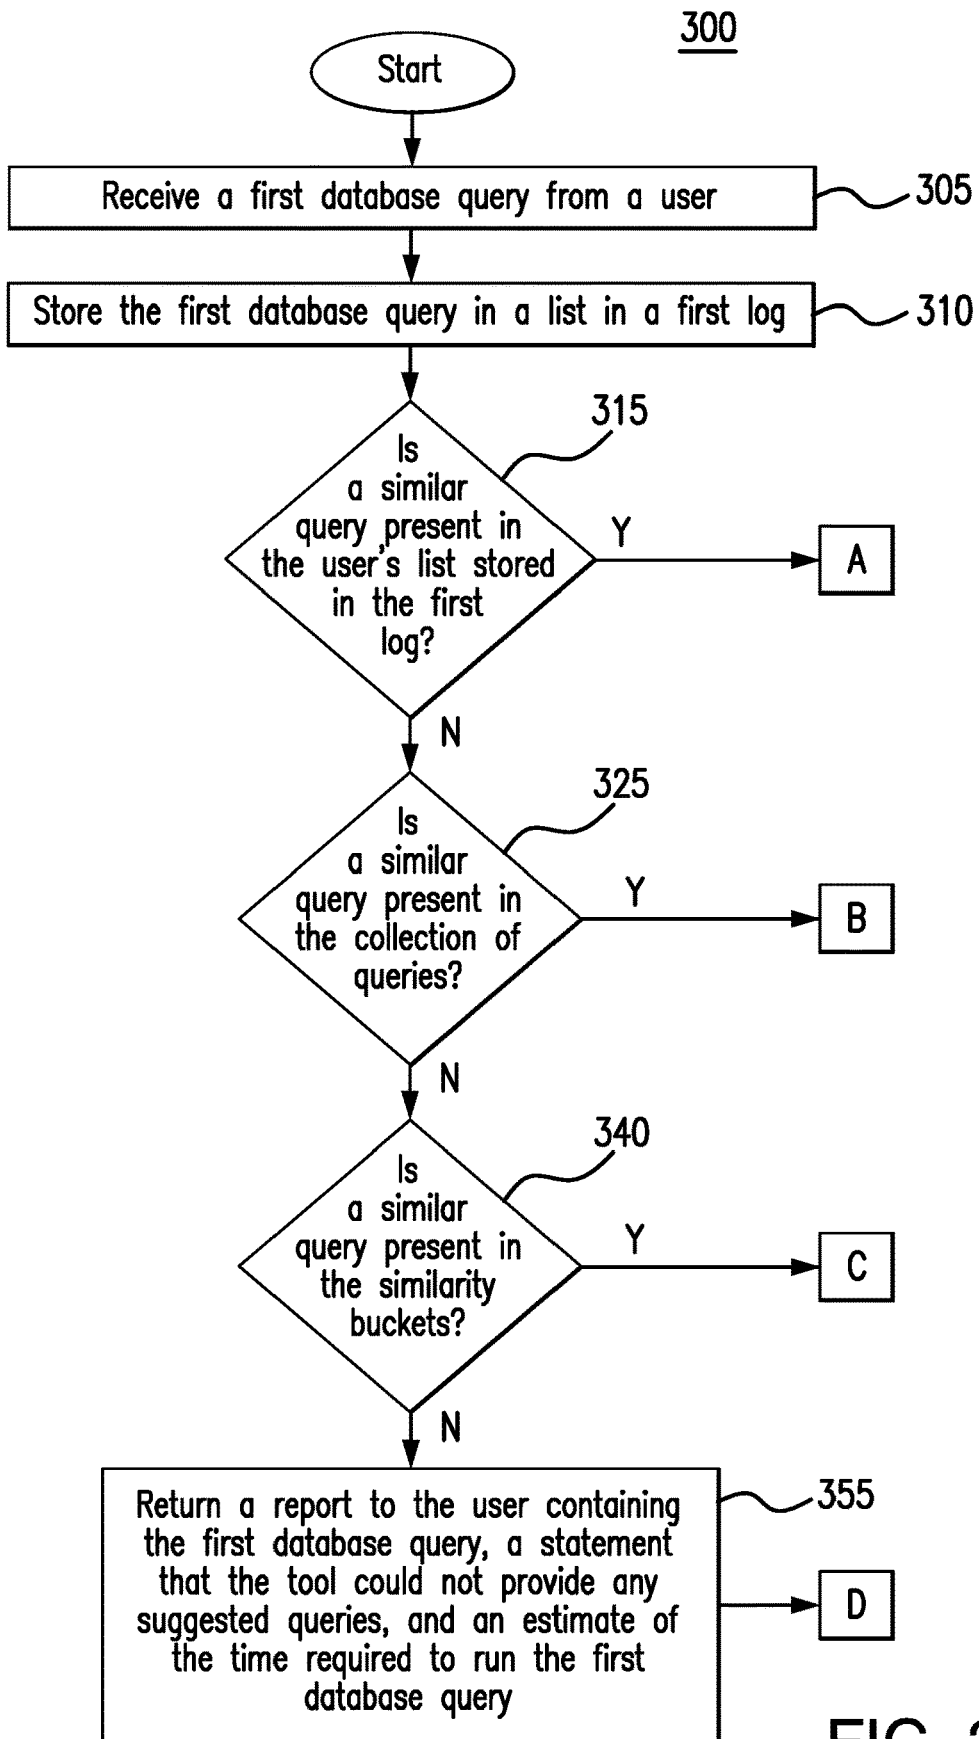 300
Start
Receive a first database query from a user
305
Store the first database query in a list in a first log
310
315
Is
a similar
query present in
the user's list stored
in the first
log?
Y
A
N
325
Is
a similar
query present in
the collection of
queries?
Y
B
N
340
Is
a similar
query present in
the similarity
buckets?
Y
C
N
355
Return a report to the user containing
the first database query, a statement
that the tool could not provide any
suggested queries, and an estimate of
the time required to run the first
database query
D
FIG.